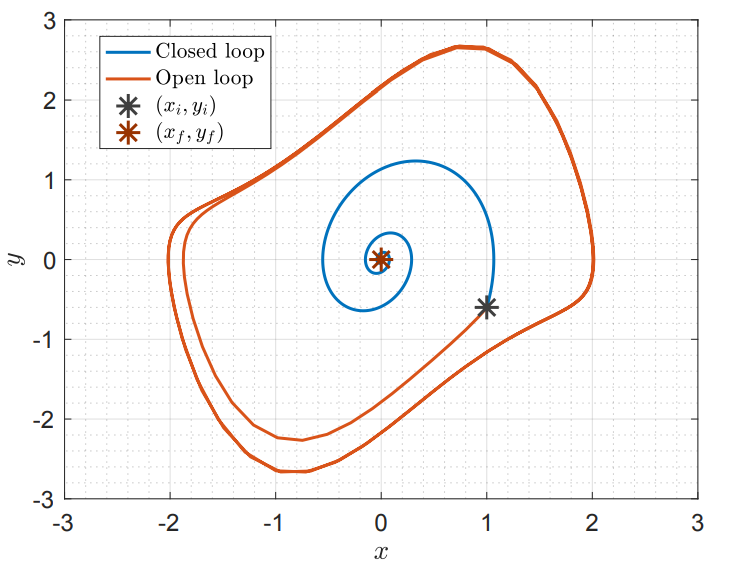 3
2
1
0
-1
-2
-3
y
Closed loop
Open loop
(x_i, y_i)
(x_f, y_f)
-3 -2 -1 0 1 2 3
x